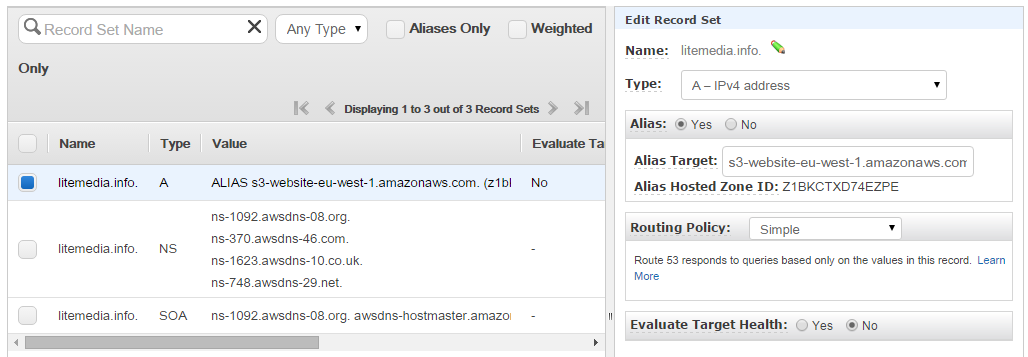 Record Set Name
Any Type
Aliases Only
Weighted
Only
Displaying 1 to 3 out of 3 Record Sets
Name Type Value Evaluate Ta
litemedia.info. A ALIAS s3-website-eu-west-1.amazonaws.com. (z1bl No
litemedia.info. NS
ns-1092.awsdns-08.org.
ns-370.awsdns-46.com.
ns-1623.awsdns-10.co.uk.
ns-748.awsdns-29.net.
-
litemedia.info. SOA ns-1092.awsdns-08.org. awsdns-hostmaster.amazo -
Edit Record Set
Name: litemedia.info.
Type: A – IPv4 address
Alias: Yes No
Alias Target: s3-website-eu-west-1.amazonaws.com
Alias Hosted Zone ID: Z1BKCTXD74EZPE
Routing Policy: Simple
Route 53 responds to queries based only on the values in this record. Learn
More
Evaluate Target Health: Yes No